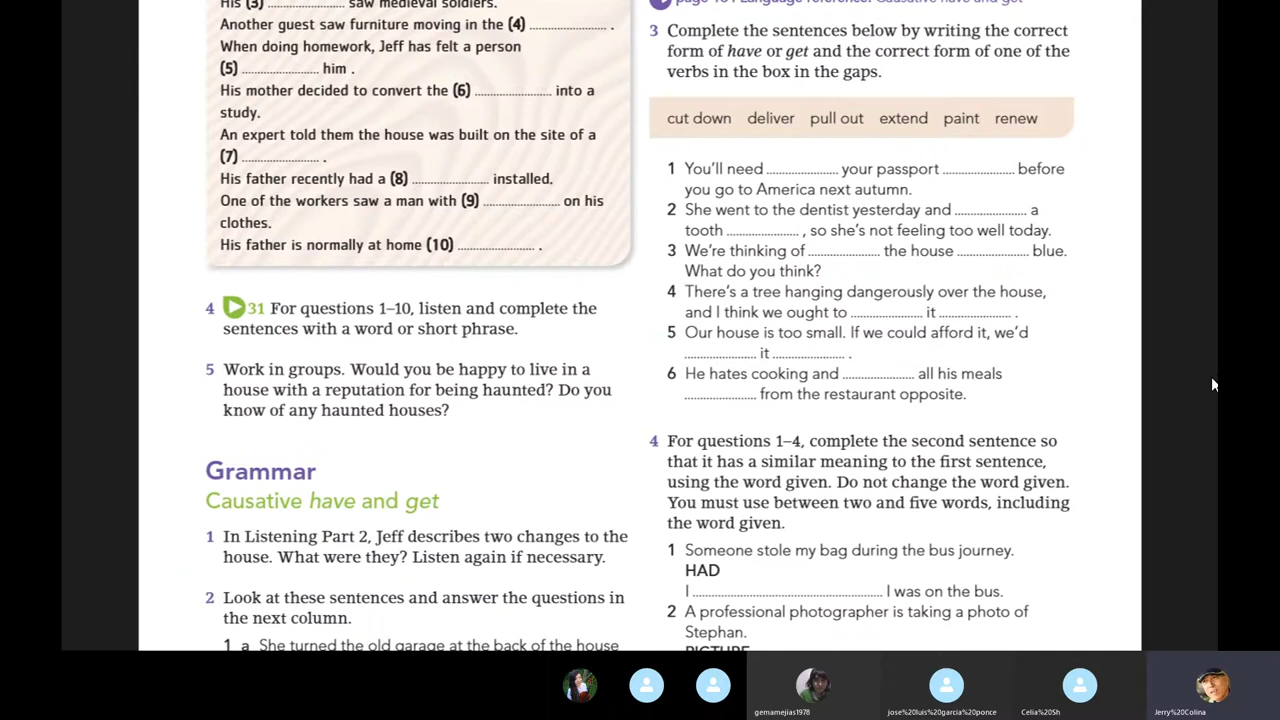 His (3) ........................ saw medieval soldiers.
Another guest saw furniture moving in the (4) ........................ .
When doing homework, Jeff has felt a person
(5) ........................ him .
His mother decided to convert the (6) ........................ into a
study.
An expert told them the house was built on the site of a
(7) ........................ .
His father recently had a (8) ........................ installed.
One of the workers saw a man with (9) ........................ on his
clothes.
His father is normally at home (10) ........................ .
4 31 For questions 1–10, listen and complete the
sentences with a word or short phrase.
5 Work in groups. Would you be happy to live in a
house with a reputation for being haunted? Do you
know of any haunted houses?
Grammar
Causative have and get
1 In Listening Part 2, Jeff describes two changes to the
house. What were they? Listen again if necessary.
2 Look at these sentences and answer the questions in
the next column.
1 a She turned the old garage at the back of the house
Language reference: Causative have and get
3 Complete the sentences below by writing the correct
form of have or get and the correct form of one of the
verbs in the box in the gaps.
cut down deliver pull out extend paint renew
1 You'll need ........................ your passport ........................ before
you go to America next autumn.
2 She went to the dentist yesterday and ........................ a
tooth ........................ , so she's not feeling too well today.
3 We're thinking of ........................ the house ........................ blue.
What do you think?
4 There's a tree hanging dangerously over the house,
and I think we ought to ........................ it ........................ .
5 Our house is too small. If we could afford it, we'd
........................ it ........................ .
6 He hates cooking and ........................ all his meals
........................ from the restaurant opposite.
4 For questions 1–4, complete the second sentence so
that it has a similar meaning to the first sentence,
using the word given. Do not change the word given.
You must use between two and five words, including
the word given.
1 Someone stole my bag during the bus journey.
HAD
I ................................................ I was on the bus.
2 A professional photographer is taking a photo of
Stephan.
PICTURE
gemamejias1978
jose%20luis%20garcia%20ponce
Celia%20Sh
Jerry%20Colina